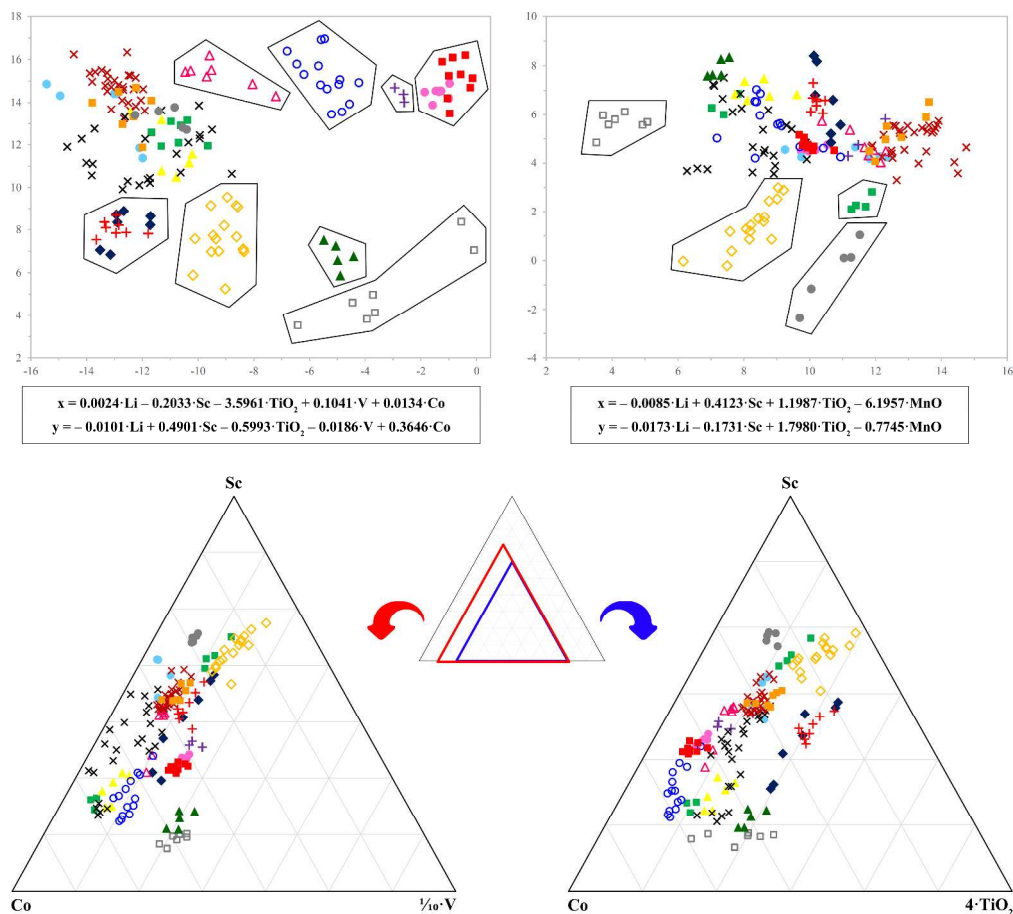 18
16
14
12
10
8
6
4
2
-16 -14 -12 -10 -8 -6 -4 -2 0
10
8
6
4
2
0
-2
-4
2 4 6 8 10 12 14 16
x = 0.0024·Li – 0.2033·Sc – 3.5961·TiO₂ + 0.1041·V + 0.0134·Co
y = – 0.0101·Li + 0.4901·Sc – 0.5993·TiO₂ – 0.0186·V + 0.3646·Co
x = – 0.0085·Li + 0.4123·Sc + 1.1987·TiO₂ – 6.1957·MnO
y = – 0.0173·Li – 0.1731·Sc + 1.7980·TiO₂ – 0.7745·MnO
Sc
Co
¹⁄₁₀·V
Sc
Co
4·TiO₂